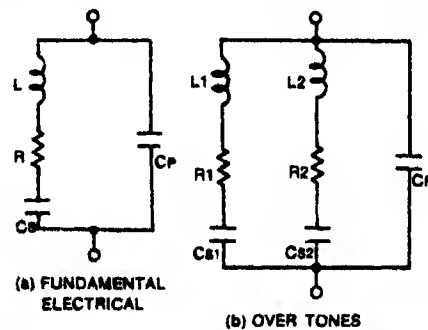 L
R
Cs
CP
(a) FUNDAMENTAL
ELECTRICAL
L1
L2
R1
R2
Cs1
Cs2
(b) OVER TONES